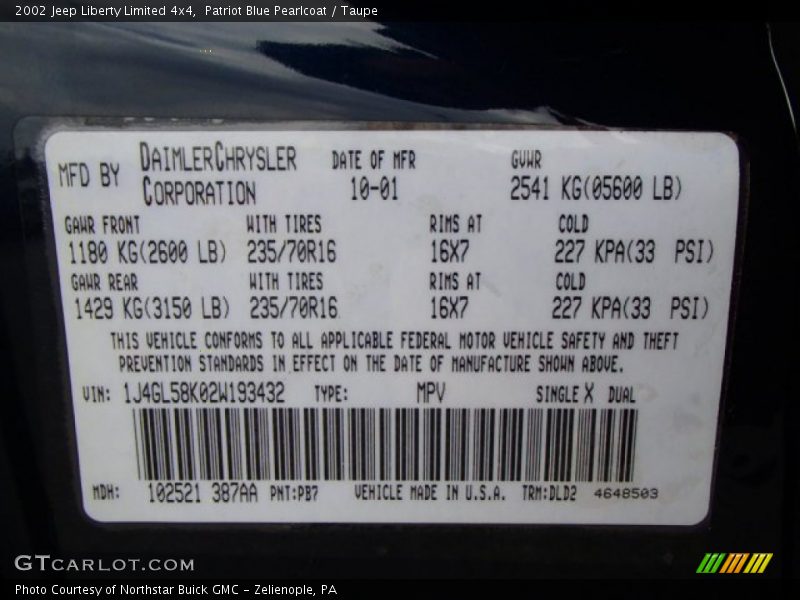 2002 Jeep Liberty Limited 4x4, Patriot Blue Pearlcoat / Taupe
MFD BY DAIMLERCHRYSLER CORPORATION DATE OF MFR 10-01 GVWR 2541 KG(05600 LB)
GAWR FRONT WITH TIRES RIMS AT COLD
1180 KG(2600 LB) 235/70R16 16X7 227 KPA(33 PSI)
GAWR REAR WITH TIRES RIMS AT COLD
1429 KG(3150 LB) 235/70R16 16X7 227 KPA(33 PSI)
THIS VEHICLE CONFORMS TO ALL APPLICABLE FEDERAL MOTOR VEHICLE SAFETY AND THEFT
PREVENTION STANDARDS IN EFFECT ON THE DATE OF MANUFACTURE SHOWN ABOVE.
VIN: 1J4GL58K02W193432 TYPE: MPV SINGLE X DUAL
MDH: 102521 387AA PNT:PB7 VEHICLE MADE IN U.S.A. TRM:DLD2 4648503
GTCARLOT.COM
Photo Courtesy of Northstar Buick GMC - Zelienople, PA